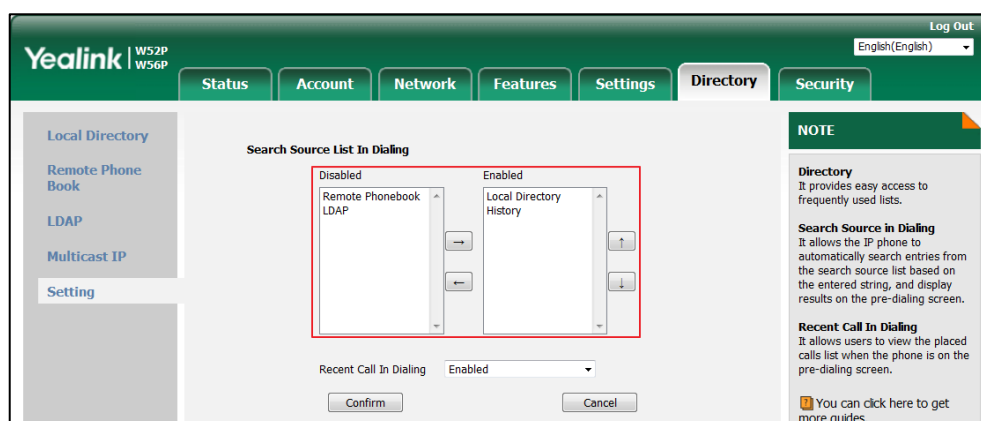 Log Out
Yealink | W52P
W56P
English(English)
Status Account Network Features Settings Directory Security
Local Directory
Remote Phone
Book
LDAP
Multicast IP
Setting
Search Source List In Dialing
Disabled Enabled
Remote Phonebook
LDAP
Local Directory
History
→
←
↑
↓
Recent Call In Dialing Enabled
Confirm Cancel
NOTE
Directory
It provides easy access to
frequently used lists.
Search Source in Dialing
It allows the IP phone to
automatically search entries from
the search source list based on
the entered string, and display
results on the pre-dialing screen.
Recent Call In Dialing
It allows users to view the placed
calls list when the phone is on the
pre-dialing screen.
You can click here to get
more guides